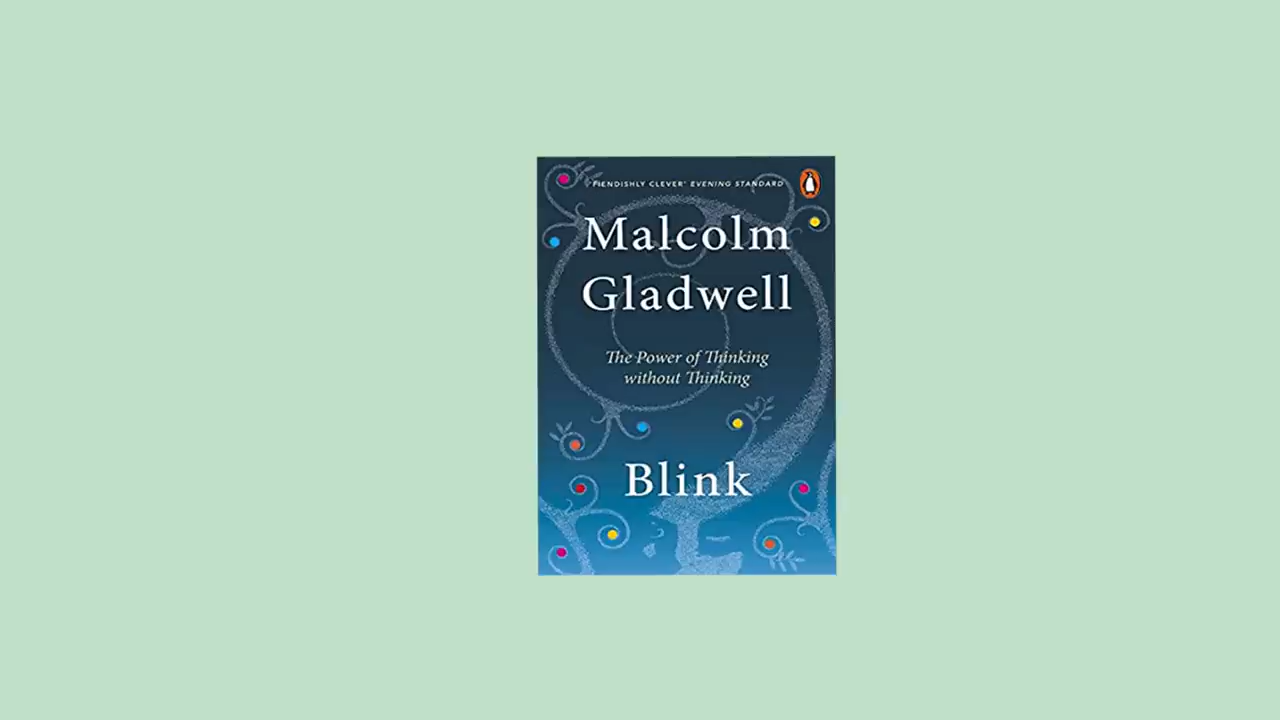 'FIENDISHLY CLEVER' EVENING STANDARD
Malcolm
Gladwell
The Power of Thinking
without Thinking
Blink